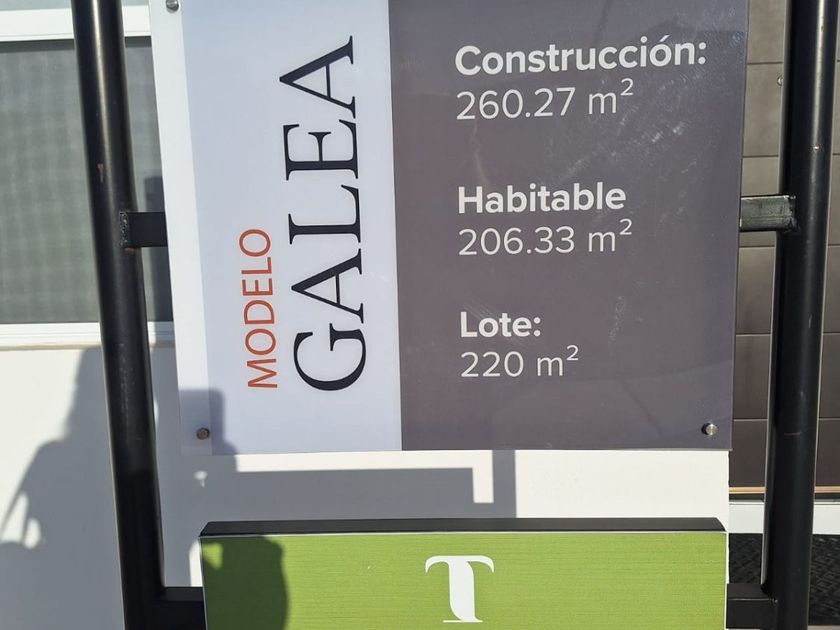 MODELO
GALEA
Construcción:
260.27 m²
Habitable
206.33 m²
Lote:
220 m²
T